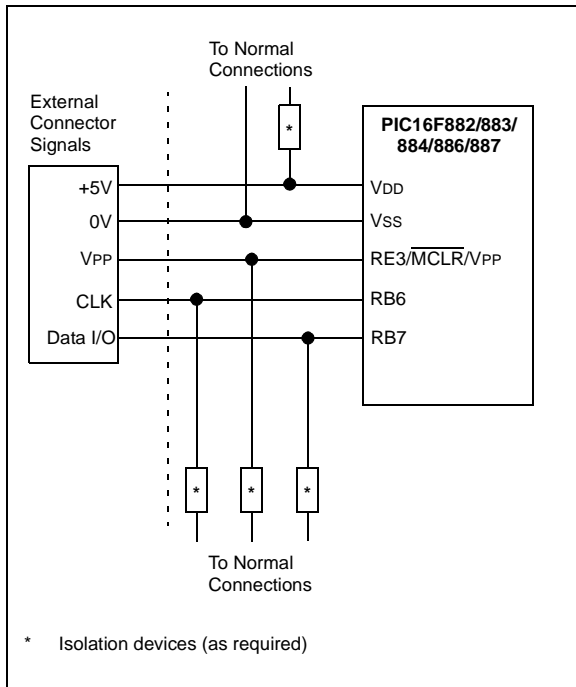 To Normal
Connections
External
Connector
Signals
*
PIC16F882/883/
884/886/887
+5V
VDD
0V
VSS
VPP
RE3/MCLR/VPP
CLK
RB6
Data I/O
RB7
*
*
*
To Normal
Connections
* Isolation devices (as required)